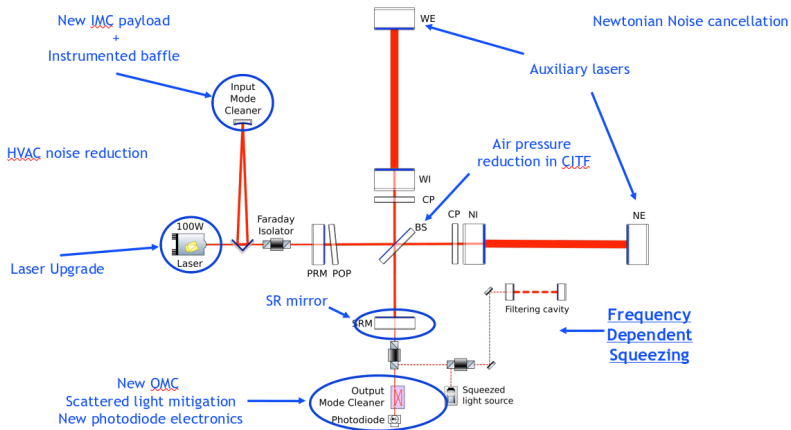 New IMC payload
+
Instrumented baffle
WE
Newtonian Noise cancellation
Auxiliary lasers
Input
Mode
Cleaner
HVAC noise reduction
Air pressure
reduction in CITF
WI
CP
Faraday
Isolator
100W
Laser
BS
CP
NI
NE
PRM
POP
Laser Upgrade
SR mirror
SRM
Filtering cavity
Frequency
Dependent
Squeezing
New OMC
Scattered light mitigation
New photodiode electronics
Output
Mode Cleaner
Photodiode
Squeezed
light source